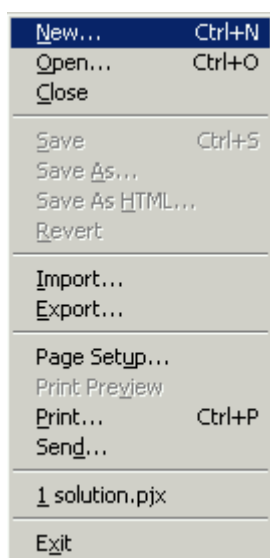 New... Ctrl+N
Open... Ctrl+O
Close
Save Ctrl+S
Save As...
Save As HTML...
Revert
Import...
Export...
Page Setup...
Print Preview
Print... Ctrl+P
Send...
1 solution.pjx
Exit